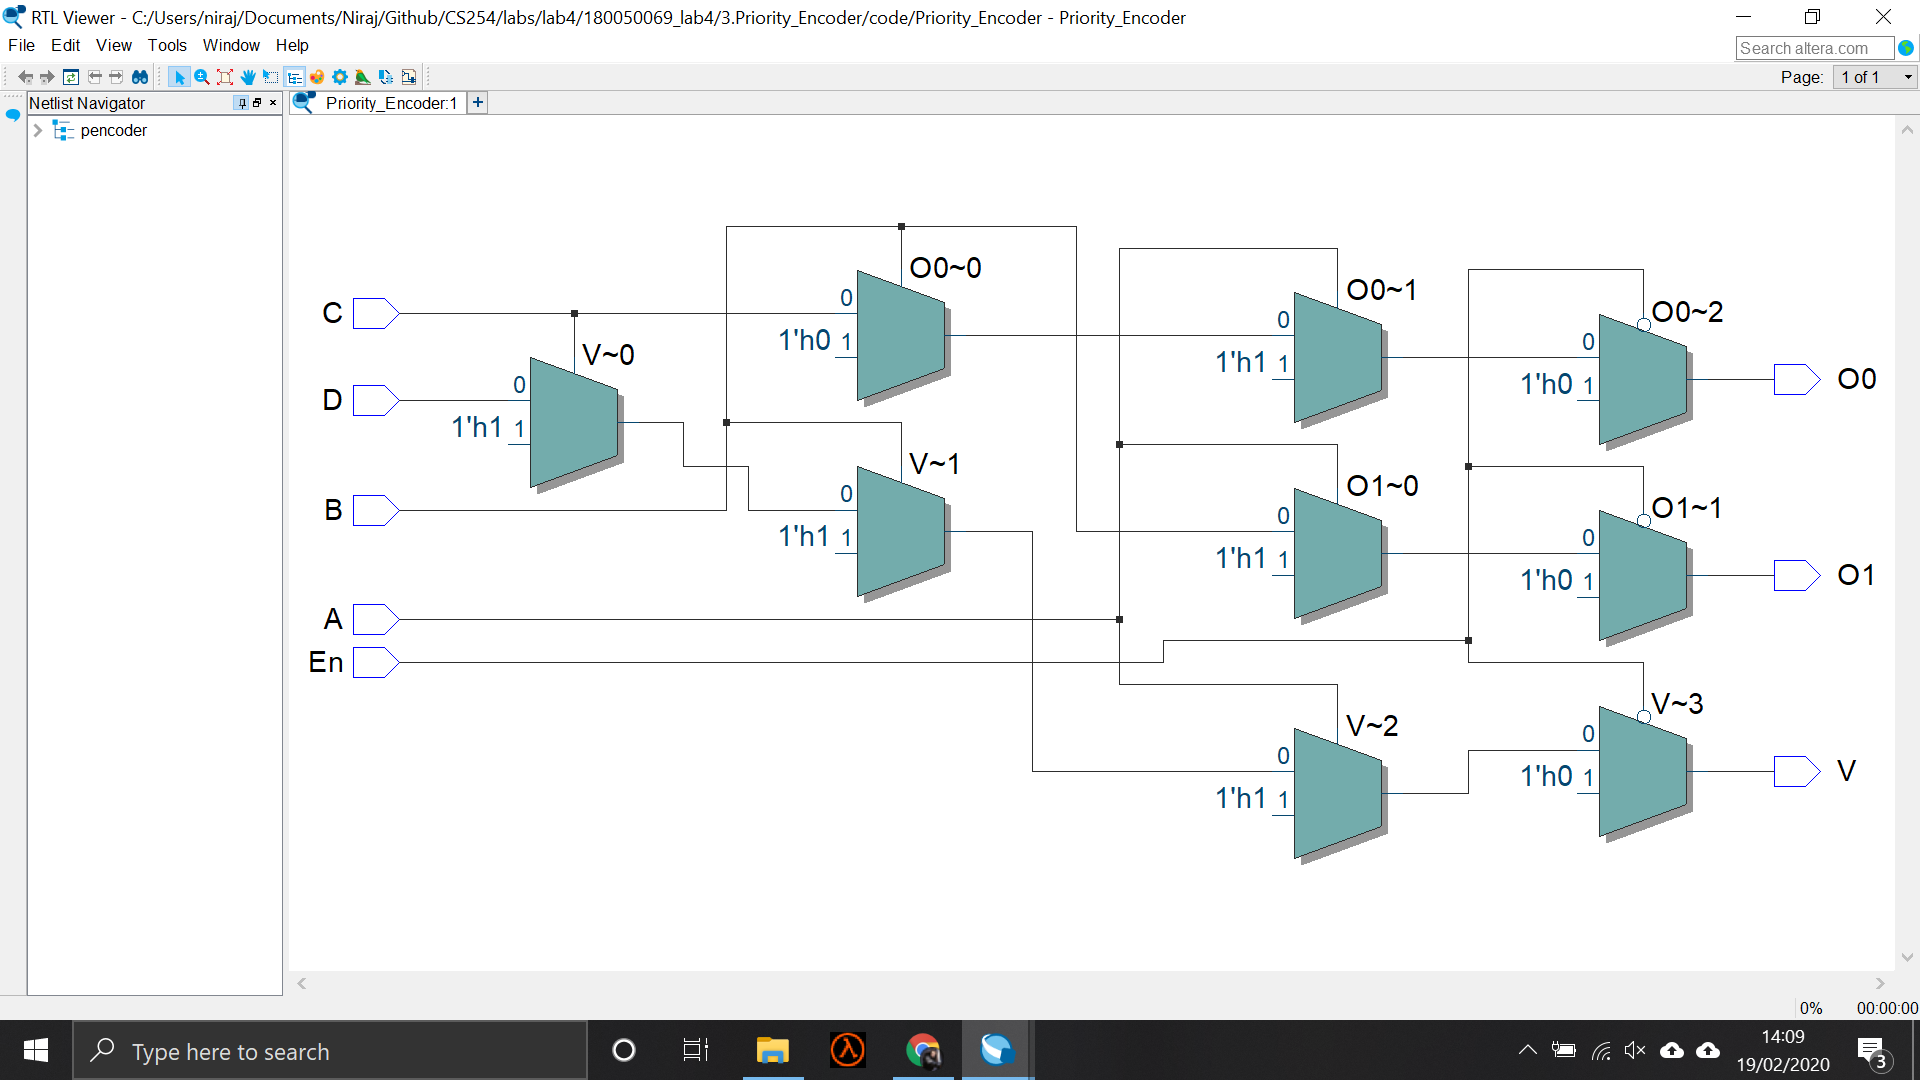 RTL Viewer - C:/Users/niraj/Documents/Niraj/Github/CS254/labs/lab4/180050069_lab4/3.Priority_Encoder/code/Priority_Encoder - Priority_Encoder
File Edit View Tools Window Help
Search altera.com
Page: 1 of 1
Netlist Navigator
Priority_Encoder:1
pencoder
O0~0
O0~1
O0~2
C
0
1'h0 1
0
1'h1 1
0
1'h0 1
O0
V~0
D
0
1'h1 1
V~1
O1~0
O1~1
B
0
1'h1 1
0
1'h1 1
0
1'h0 1
O1
A
En
V~2
V~3
0
1'h1 1
0
1'h0 1
V
0% 00:00:00
Type here to search
14:09
19/02/2020
3